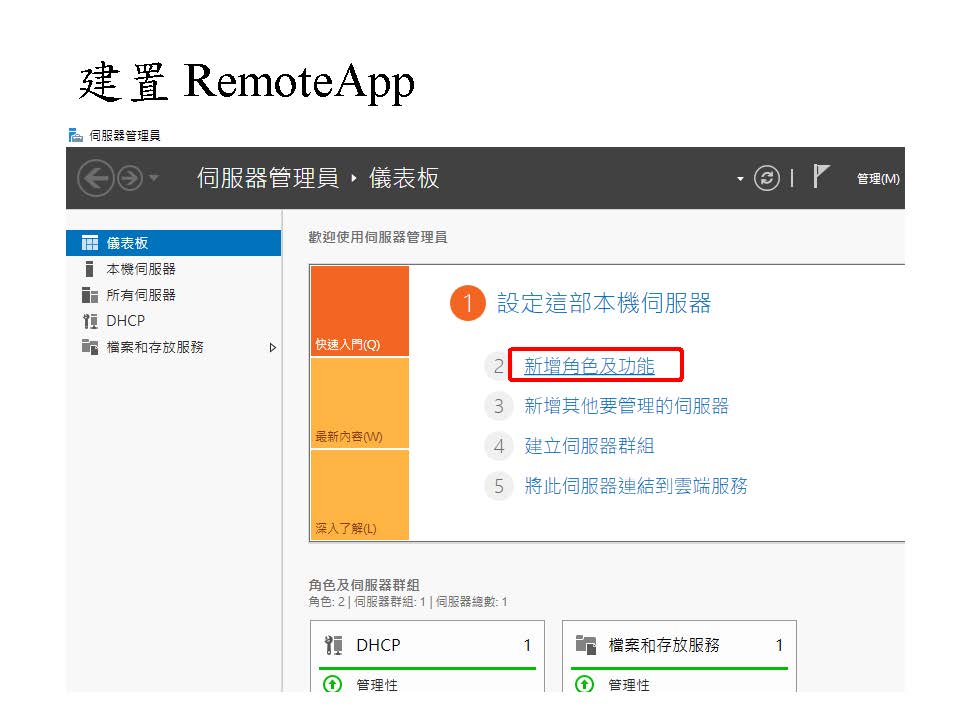 建置 RemoteApp
伺服器管理員
伺服器管理員 ‣ 儀表板
管理(M)
儀表板
本機伺服器
所有伺服器
DHCP
檔案和存放服務
歡迎使用伺服器管理員
快速入門(Q)
最新內容(W)
深入了解(L)
1 設定這部本機伺服器
2 新增角色及功能
3 新增其他要管理的伺服器
4 建立伺服器群組
5 將此伺服器連結到雲端服務
角色及伺服器群組
角色: 2 | 伺服器群組: 1 | 伺服器總數: 1
DHCP 1
管理性
檔案和存放服務 1
管理性